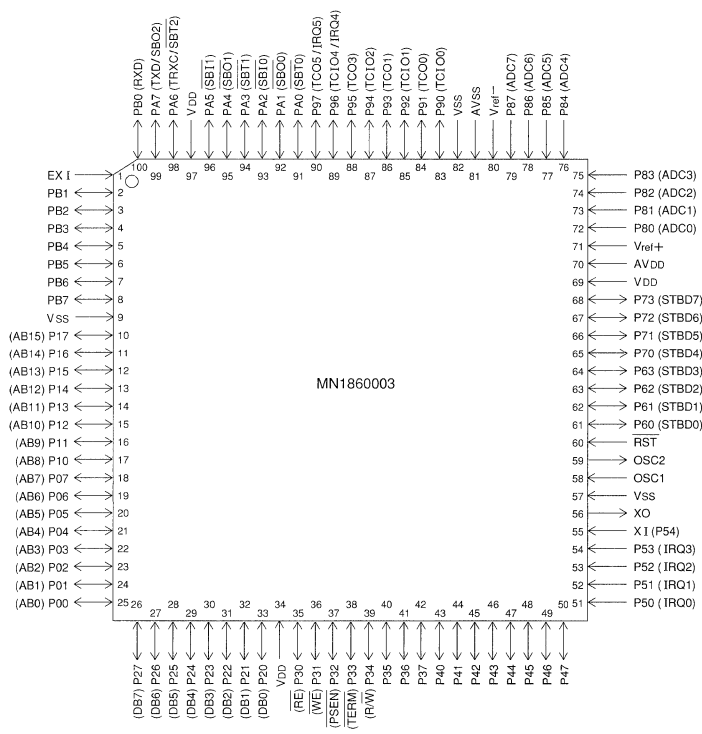 PB0 (RXD)
PA7 (TXD/SBO2)
PA6 (TRXC/SBT2)
VDD
PA5 (SBI1)
PA4 (SBO1)
PA3 (SBT1)
PA2 (SBI0)
PA1 (SBO0)
PA0 (SBT0)
P97 (TCO5/IRQ5)
P96 (TCIO4/IRQ4)
P95 (TCO3)
P94 (TCIO2)
P93 (TCO1)
P92 (TCIO1)
P91 (TCO0)
P90 (TCIO0)
VSS
AVSS
Vref−
P87 (ADC7)
P86 (ADC6)
P85 (ADC5)
P84 (ADC4)
100 99 98 97 96 95 94 93 92 91 90 89 88 87 86 85 84 83 82 81 80 79 78 77 76
EXI 1
PB1 2
PB2 3
PB3 4
PB4 5
PB5 6
PB6 7
PB7 8
VSS 9
(AB15) P17 10
(AB14) P16 11
(AB13) P15 12
(AB12) P14 13
(AB11) P13 14
(AB10) P12 15
(AB9) P11 16
(AB8) P10 17
(AB7) P07 18
(AB6) P06 19
(AB5) P05 20
(AB4) P04 21
(AB3) P03 22
(AB2) P02 23
(AB1) P01 24
(AB0) P00 25
MN1860003
75 P83 (ADC3)
74 P82 (ADC2)
73 P81 (ADC1)
72 P80 (ADC0)
71 Vref+
70 AVDD
69 VDD
68 P73 (STBD7)
67 P72 (STBD6)
66 P71 (STBD5)
65 P70 (STBD4)
64 P63 (STBD3)
63 P62 (STBD2)
62 P61 (STBD1)
61 P60 (STBD0)
60 RST
59 OSC2
58 OSC1
57 VSS
56 XO
55 XI (P54)
54 P53 (IRQ3)
53 P52 (IRQ2)
52 P51 (IRQ1)
51 P50 (IRQ0)
26 27 28 29 30 31 32 33 34 35 36 37 38 39 40 41 42 43 44 45 46 47 48 49 50
(DB7) P27
(DB6) P26
(DB5) P25
(DB4) P24
(DB3) P23
(DB2) P22
(DB1) P21
(DB0) P20
VDD
(RE) P30
(WE) P31
(PSEN) P32
(TERM) P33
(R/W) P34
P35
P36
P37
P40
P41
P42
P43
P44
P45
P46
P47